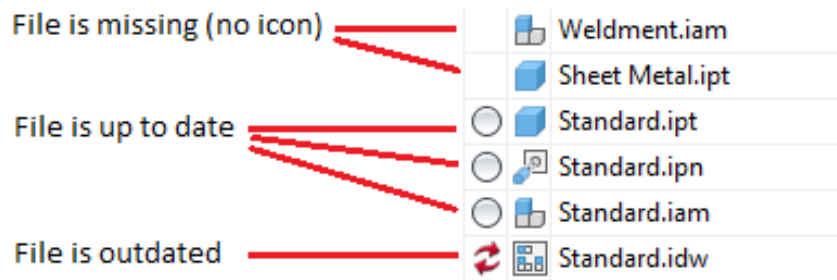 File is missing (no icon)
Weldment.iam
Sheet Metal.ipt
File is up to date
Standard.ipt
Standard.ipn
Standard.iam
File is outdated
Standard.idw